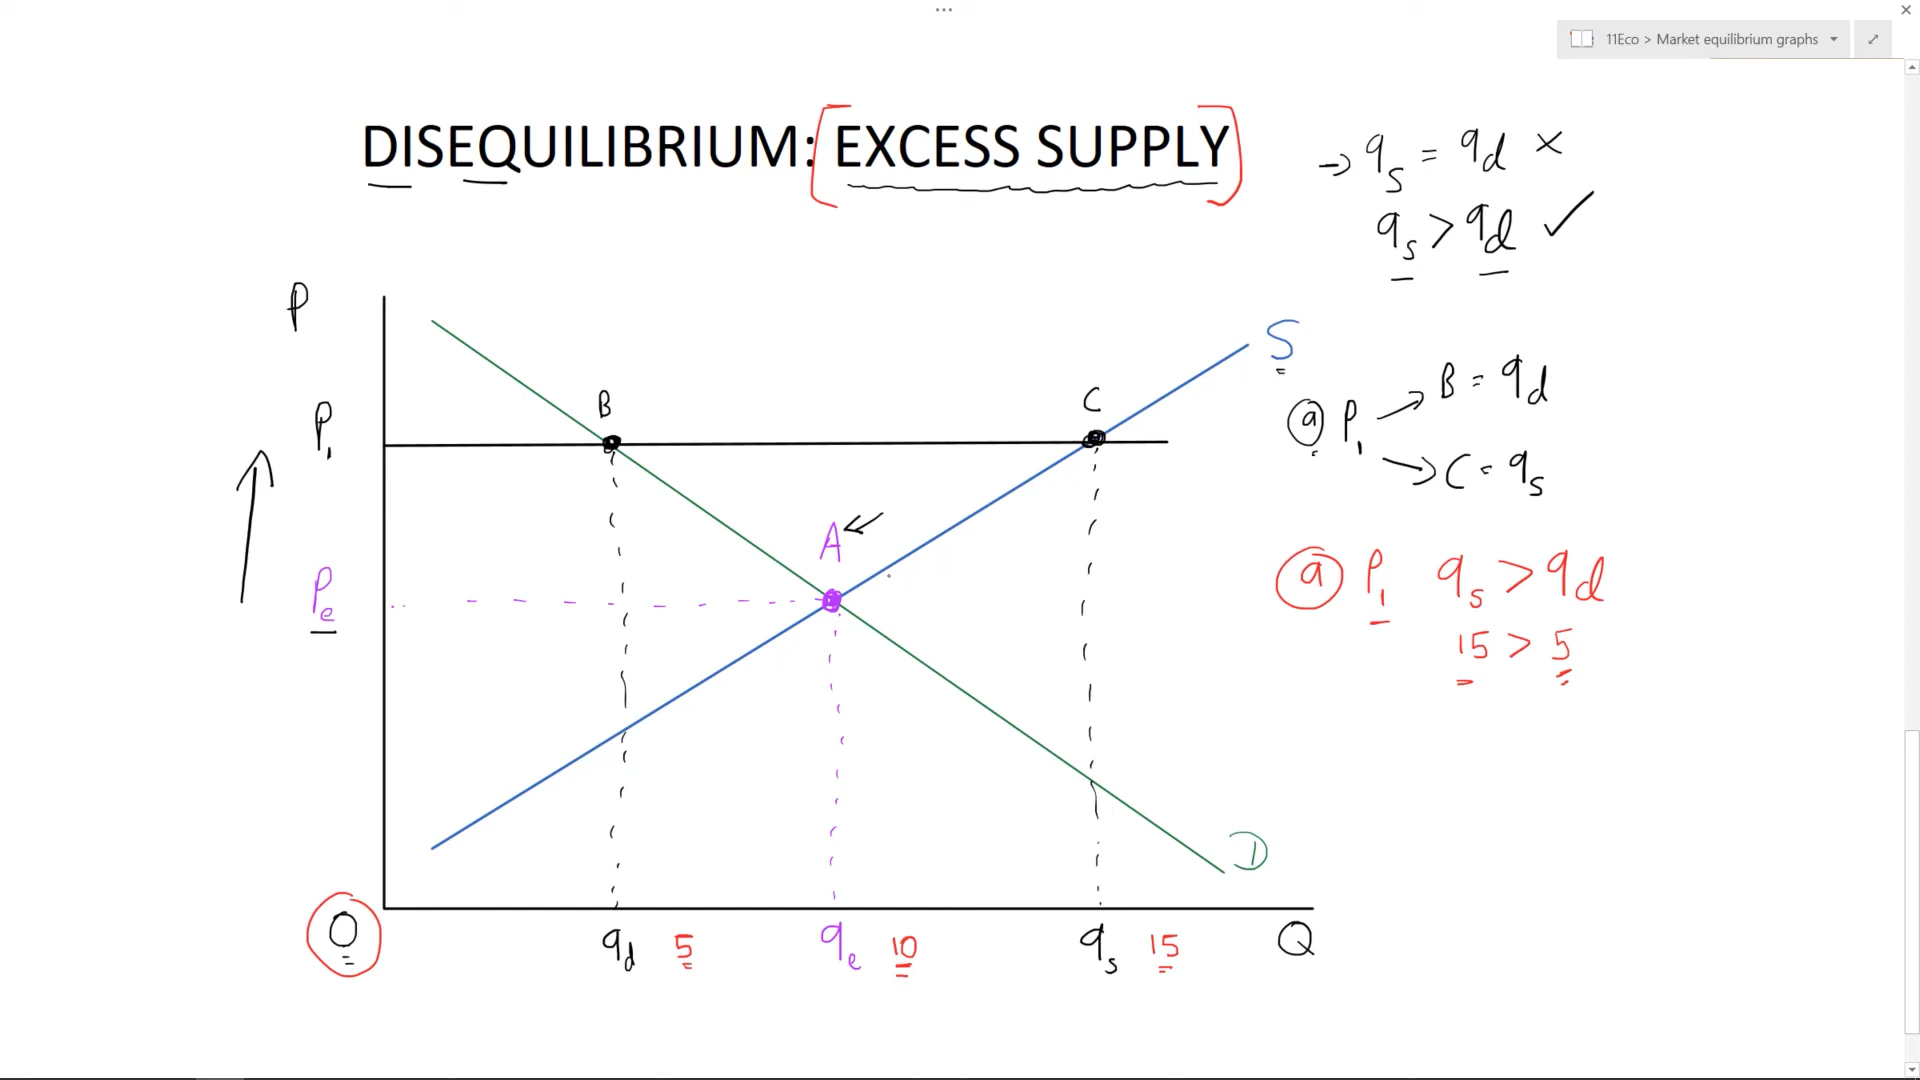 11Eco > Market equilibrium graphs
DISEQUILIBRIUM: EXCESS SUPPLY
→ qs = qd ×
qs > qd ✓
P
S
P1
B
C
@ P1 → B = qd
→ C = qs
A
Pe
@ P1 qs > qd
15 > 5
D
O
qd 5
qe 10
qs 15
Q